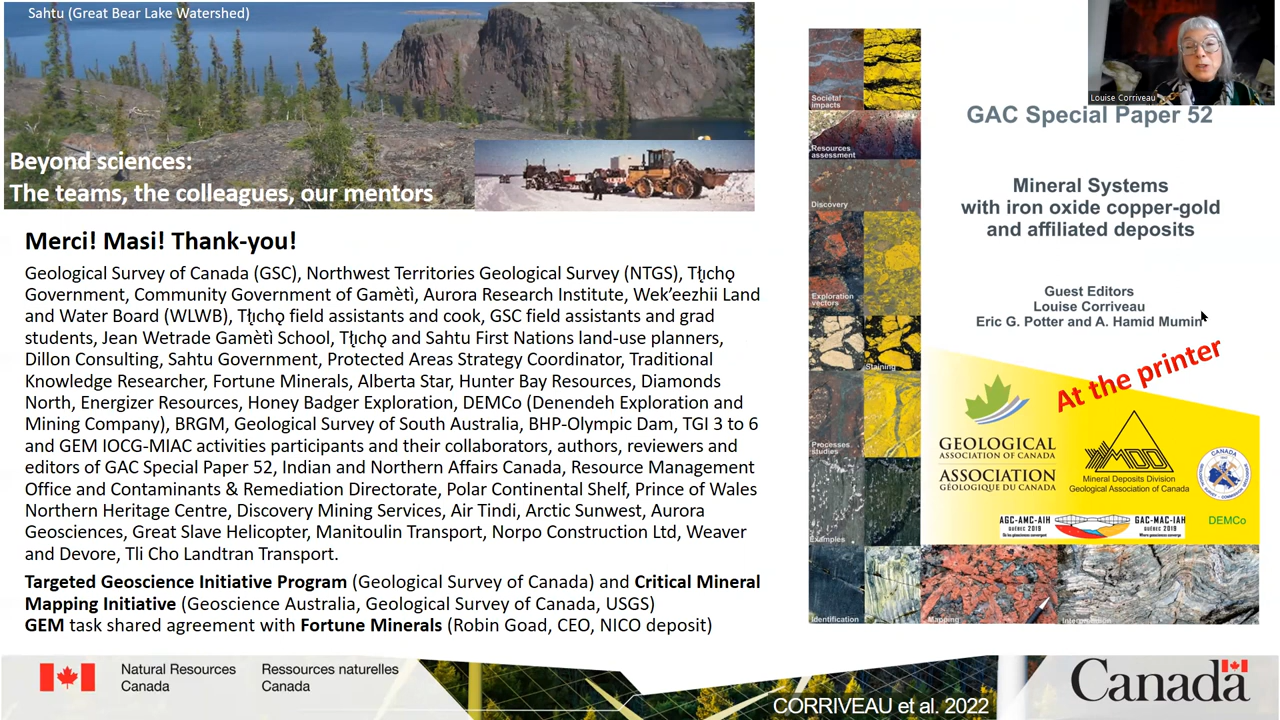 Sahtu (Great Bear Lake Watershed)
Beyond sciences:
The teams, the colleagues, our mentors
Merci! Masi! Thank-you!
Geological Survey of Canada (GSC), Northwest Territories Geological Survey (NTGS), Tłı̨chǫ
Government, Community Government of Gamètì, Aurora Research Institute, Wek’eezhii Land
and Water Board (WLWB), Tłı̨chǫ field assistants and cook, GSC field assistants and grad
students, Jean Wetrade Gamètì School, Tłı̨chǫ and Sahtu First Nations land-use planners,
Dillon Consulting, Sahtu Government, Protected Areas Strategy Coordinator, Traditional
Knowledge Researcher, Fortune Minerals, Alberta Star, Hunter Bay Resources, Diamonds
North, Energizer Resources, Honey Badger Exploration, DEMCo (Denendeh Exploration and
Mining Company), BRGM, Geological Survey of South Australia, BHP-Olympic Dam, TGI 3 to 6
and GEM IOCG-MIAC activities participants and their collaborators, authors, reviewers and
editors of GAC Special Paper 52, Indian and Northern Affairs Canada, Resource Management
Office and Contaminants & Remediation Directorate, Polar Continental Shelf, Prince of Wales
Northern Heritage Centre, Discovery Mining Services, Air Tindi, Arctic Sunwest, Aurora
Geosciences, Great Slave Helicopter, Manitoulin Transport, Norpo Construction Ltd, Weaver
and Devore, Tli Cho Landtran Transport.
Targeted Geoscience Initiative Program (Geological Survey of Canada) and Critical Mineral
Mapping Initiative (Geoscience Australia, Geological Survey of Canada, USGS)
GEM task shared agreement with Fortune Minerals (Robin Goad, CEO, NICO deposit)
Societal
impacts
Resources
assessment
Discovery
Exploration
vectors
Staining
Processes
studies
Examples
Identification
Mapping
Interpretation
Louise Corriveau
GAC Special Paper 52
Mineral Systems
with iron oxide copper-gold
and affiliated deposits
Guest Editors
Louise Corriveau
Eric G. Potter and A. Hamid Mumin
At the printer
GEOLOGICAL
ASSOCIATION OF CANADA
ASSOCIATION
GÉOLOGIQUE DU CANADA
MDD
Mineral Deposits Division
Geological Association of Canada
CANADA
DEMCo
AGC-AMC-AIH
QUÉBEC 2019
GAC-MAC-IAH
QUÉBEC 2019
Where geosciences converge
Natural Resources
Canada
Ressources naturelles
Canada
CORRIVEAU et al. 2022
Canada